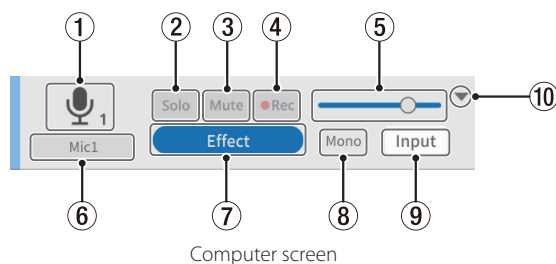 ① ② ③ ④ ⑤
Solo Mute Rec ⑩
1
Mic1 Effect Mono Input
⑥ ⑦ ⑧ ⑨
Computer screen